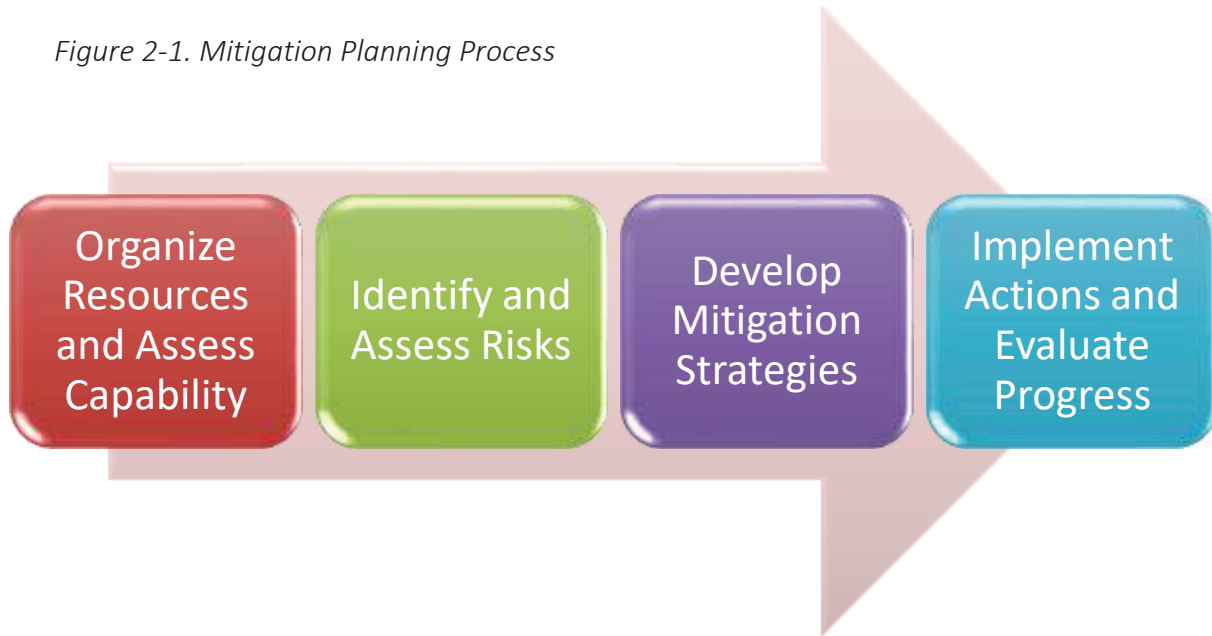 Figure 2-1. Mitigation Planning Process
Organize
Resources
and Assess
Capability
Identify and
Assess Risks
Develop
Mitigation
Strategies
Implement
Actions and
Evaluate
Progress